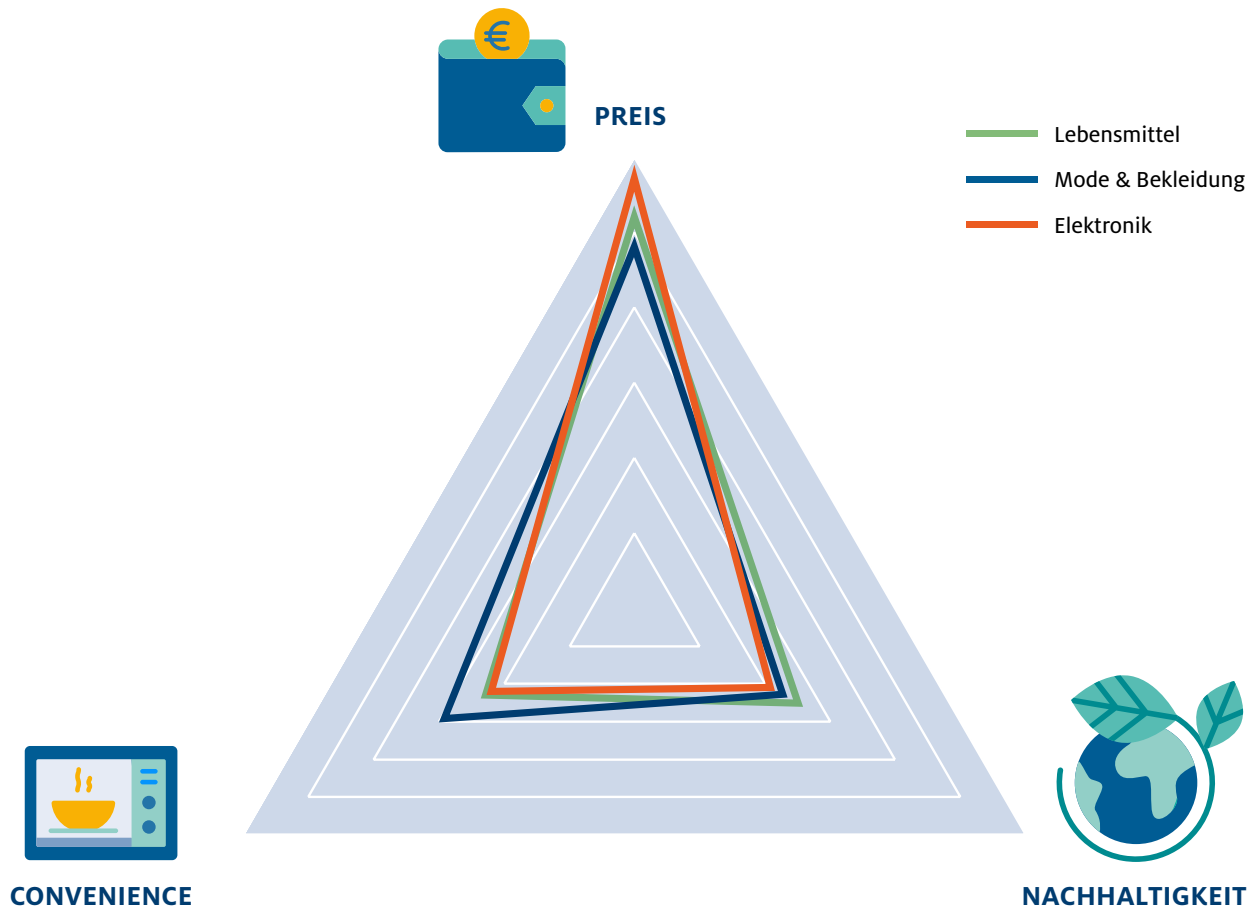 €
PREIS
Lebensmittel
Mode & Bekleidung
Elektronik
CONVENIENCE
NACHHALTIGKEIT